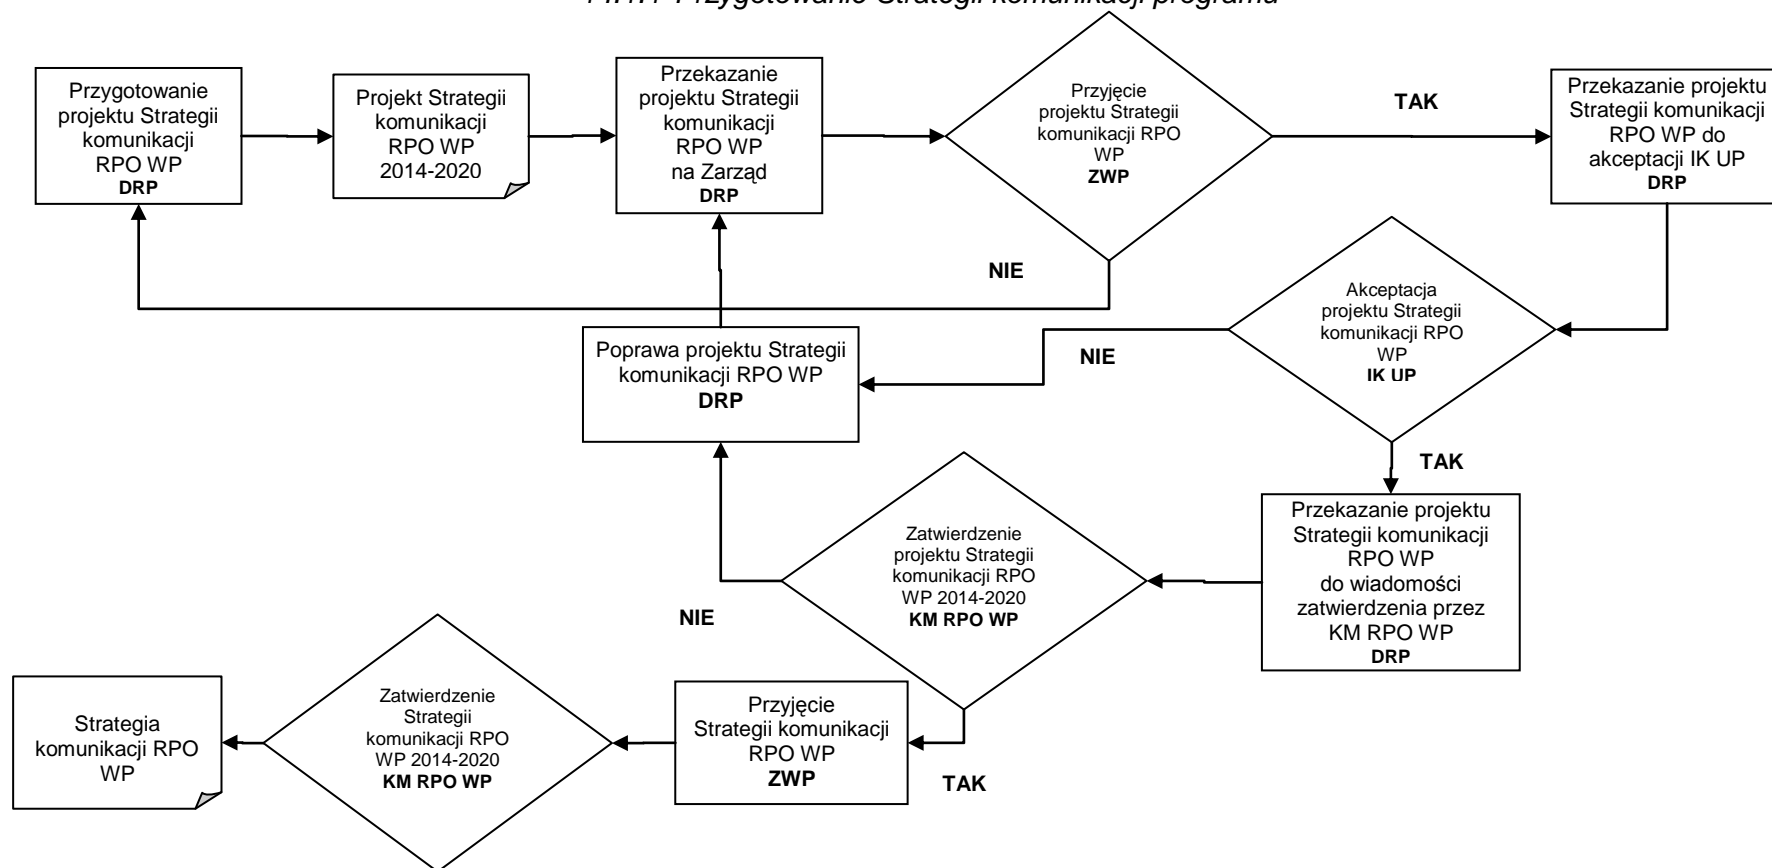 Przygotowanie Strategii komunikacji programu
Przygotowanie
projektu Strategii
komunikacji
RPO WP
DRP
Projekt Strategii
komunikacji
RPO WP
2014-2020
Przekazanie
projektu Strategii
komunikacji
RPO WP
na Zarząd
DRP
Przyjęcie
projektu Strategii
komunikacji RPO
WP
ZWP
TAK
Przekazanie projektu
Strategii komunikacji
RPO WP do
akceptacji IK UP
DRP
NIE
Akceptacja
projektu Strategii
komunikacji RPO
WP
IK UP
NIE
Poprawa projektu Strategii
komunikacji RPO WP
DRP
TAK
Przekazanie projektu
Strategii komunikacji
RPO WP
do wiadomości
zatwierdzenia przez
KM RPO WP
DRP
Zatwierdzenie
projektu Strategii
komunikacji RPO
WP 2014-2020
KM RPO WP
NIE
TAK
Przyjęcie
Strategii komunikacji
RPO WP
ZWP
Zatwierdzenie
Strategii
komunikacji RPO
WP 2014-2020
KM RPO WP
Strategia
komunikacji RPO
WP